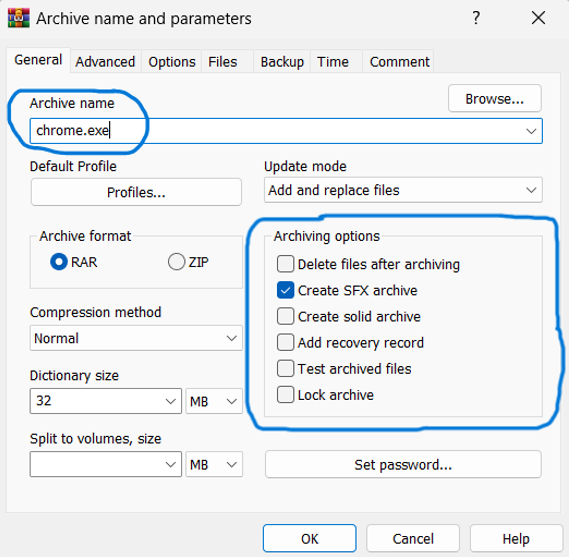 Archive name and parameters
General Advanced Options Files Backup Time Comment
Archive name
Browse...
chrome.exe
Default Profile
Profiles...
Update mode
Add and replace files
Archive format
RAR
ZIP
Compression method
Normal
Dictionary size
32 MB
Split to volumes, size
MB
Archiving options
Delete files after archiving
Create SFX archive
Create solid archive
Add recovery record
Test archived files
Lock archive
Set password...
OK Cancel Help